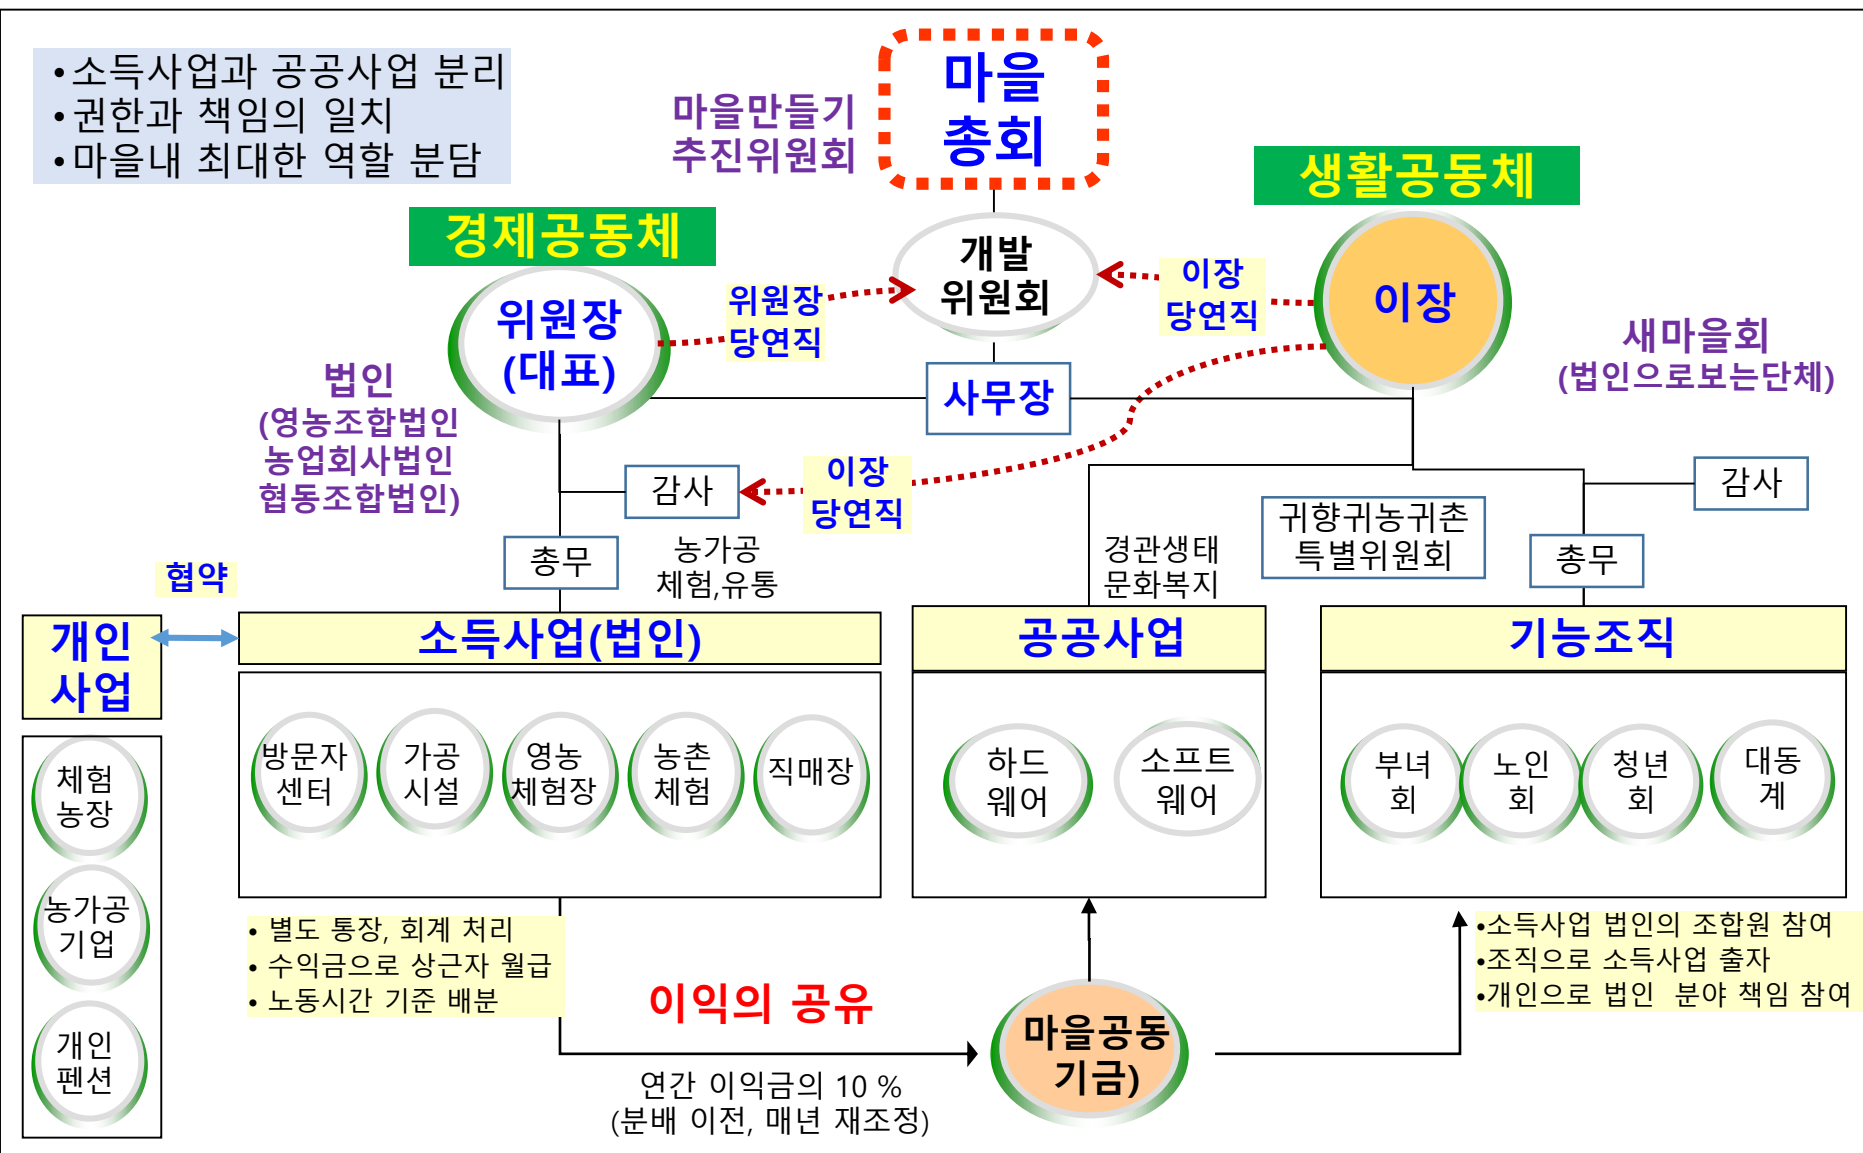 •소득사업과 공공사업 분리
•권한과 책임의 일치
•마을내 최대한 역할 분담
마을만들기
추진위원회
마을
총회
생활공동체
경제공동체
개발
위원회
위원장
(대표)
위원장
당연직
이장
당연직
이장
새마을회
(법인으로보는단체)
법인
(영농조합법인
농업회사법인
협동조합법인)
사무장
감사
이장
당연직
감사
귀향귀농귀촌
특별위원회
총무
농가공
체험,유통
경관생태
문화복지
총무
협약
개인
사업
소득사업(법인)
공공사업
기능조직
체험
농장
농가공
기업
개인
펜션
방문자
센터
가공
시설
영농
체험장
농촌
체험
직매장
하드
웨어
소프트
웨어
부녀
회
노인
회
청년
회
대동
계
• 별도 통장, 회계 처리
• 수익금으로 상근자 월급
• 노동시간 기준 배분
이익의 공유
마을공동
기금)
•소득사업 법인의 조합원 참여
•조직으로 소득사업 출자
•개인으로 법인 분야 책임 참여
연간 이익금의 10 %
(분배 이전, 매년 재조정)